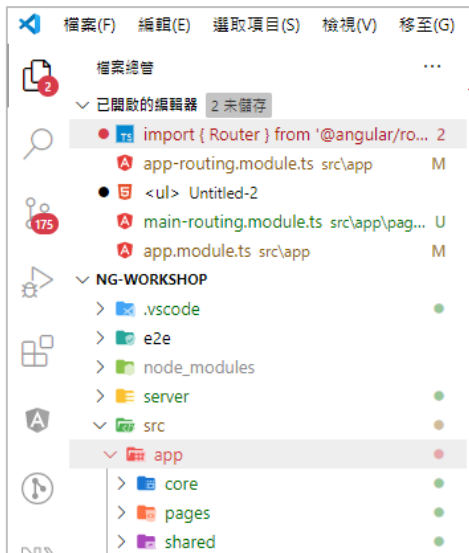 檔案(F) 編輯(E) 選取項目(S) 檢視(V) 移至(G)
檔案總管 ...
2
已開啟的編輯器 2 未儲存
TS import { Router } from '@angular/ro... 2
app-routing.module.ts src\app M
5 <ul> Untitled-2
175
main-routing.module.ts src\app\pag... U
app.module.ts src\app M
NG-WORKSHOP
.vscode
e2e
node_modules
server
src
app
core
pages
shared